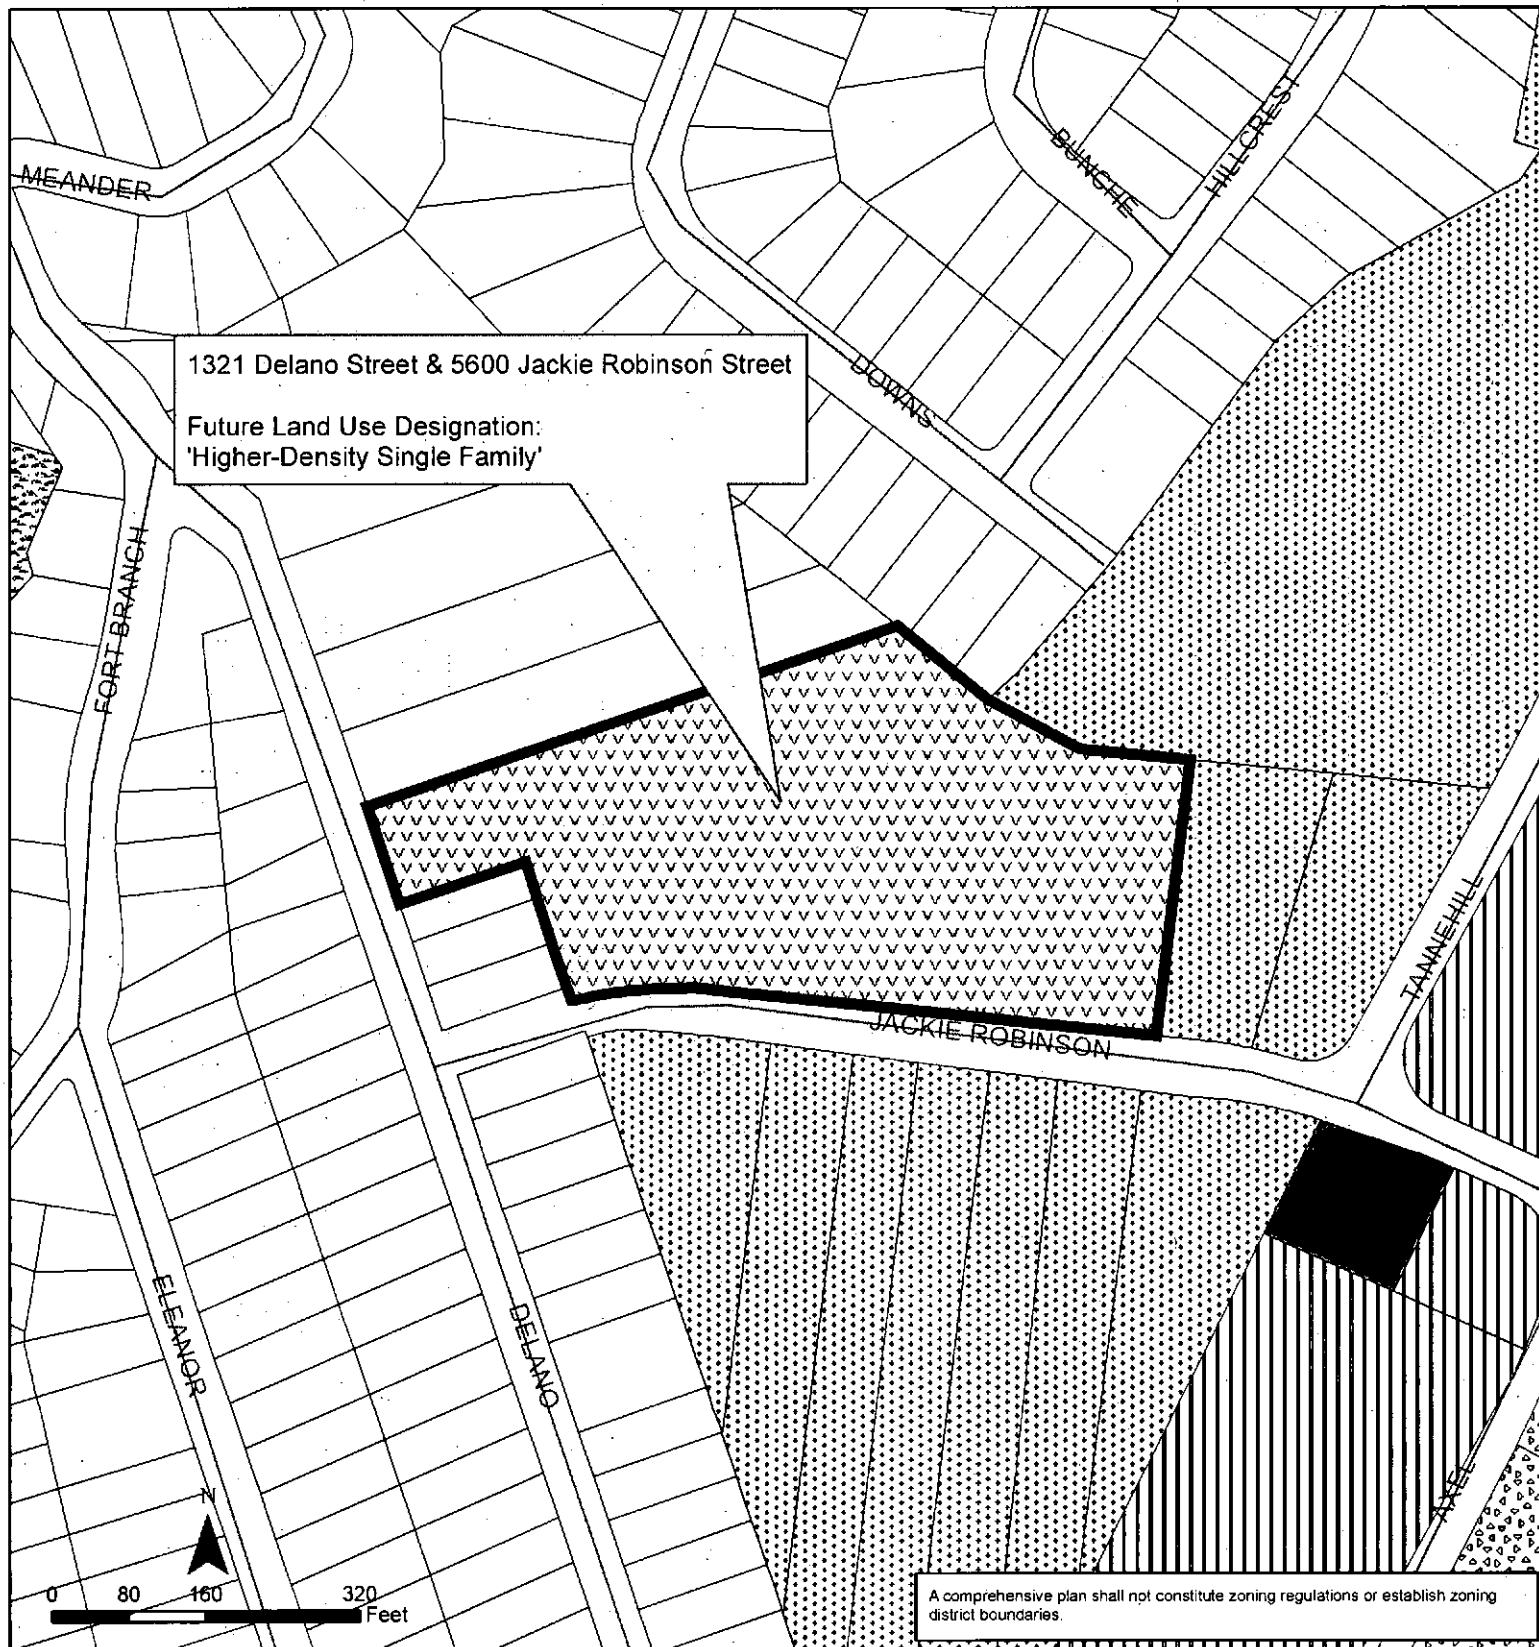 MEANDER
BUNCHE
HILLCREST
1321 Delano Street & 5600 Jackie Robinson Street
Future Land Use Designation:
'Higher-Density Single Family'
DOWNS
FORT BRANCH
TANNEHILL
JACKIE ROBINSON
ELEANOR
DELANO
AXEL
N
0 80 160 320
Feet
A comprehensive plan shall not constitute zoning regulations or establish zoning
district boundaries.